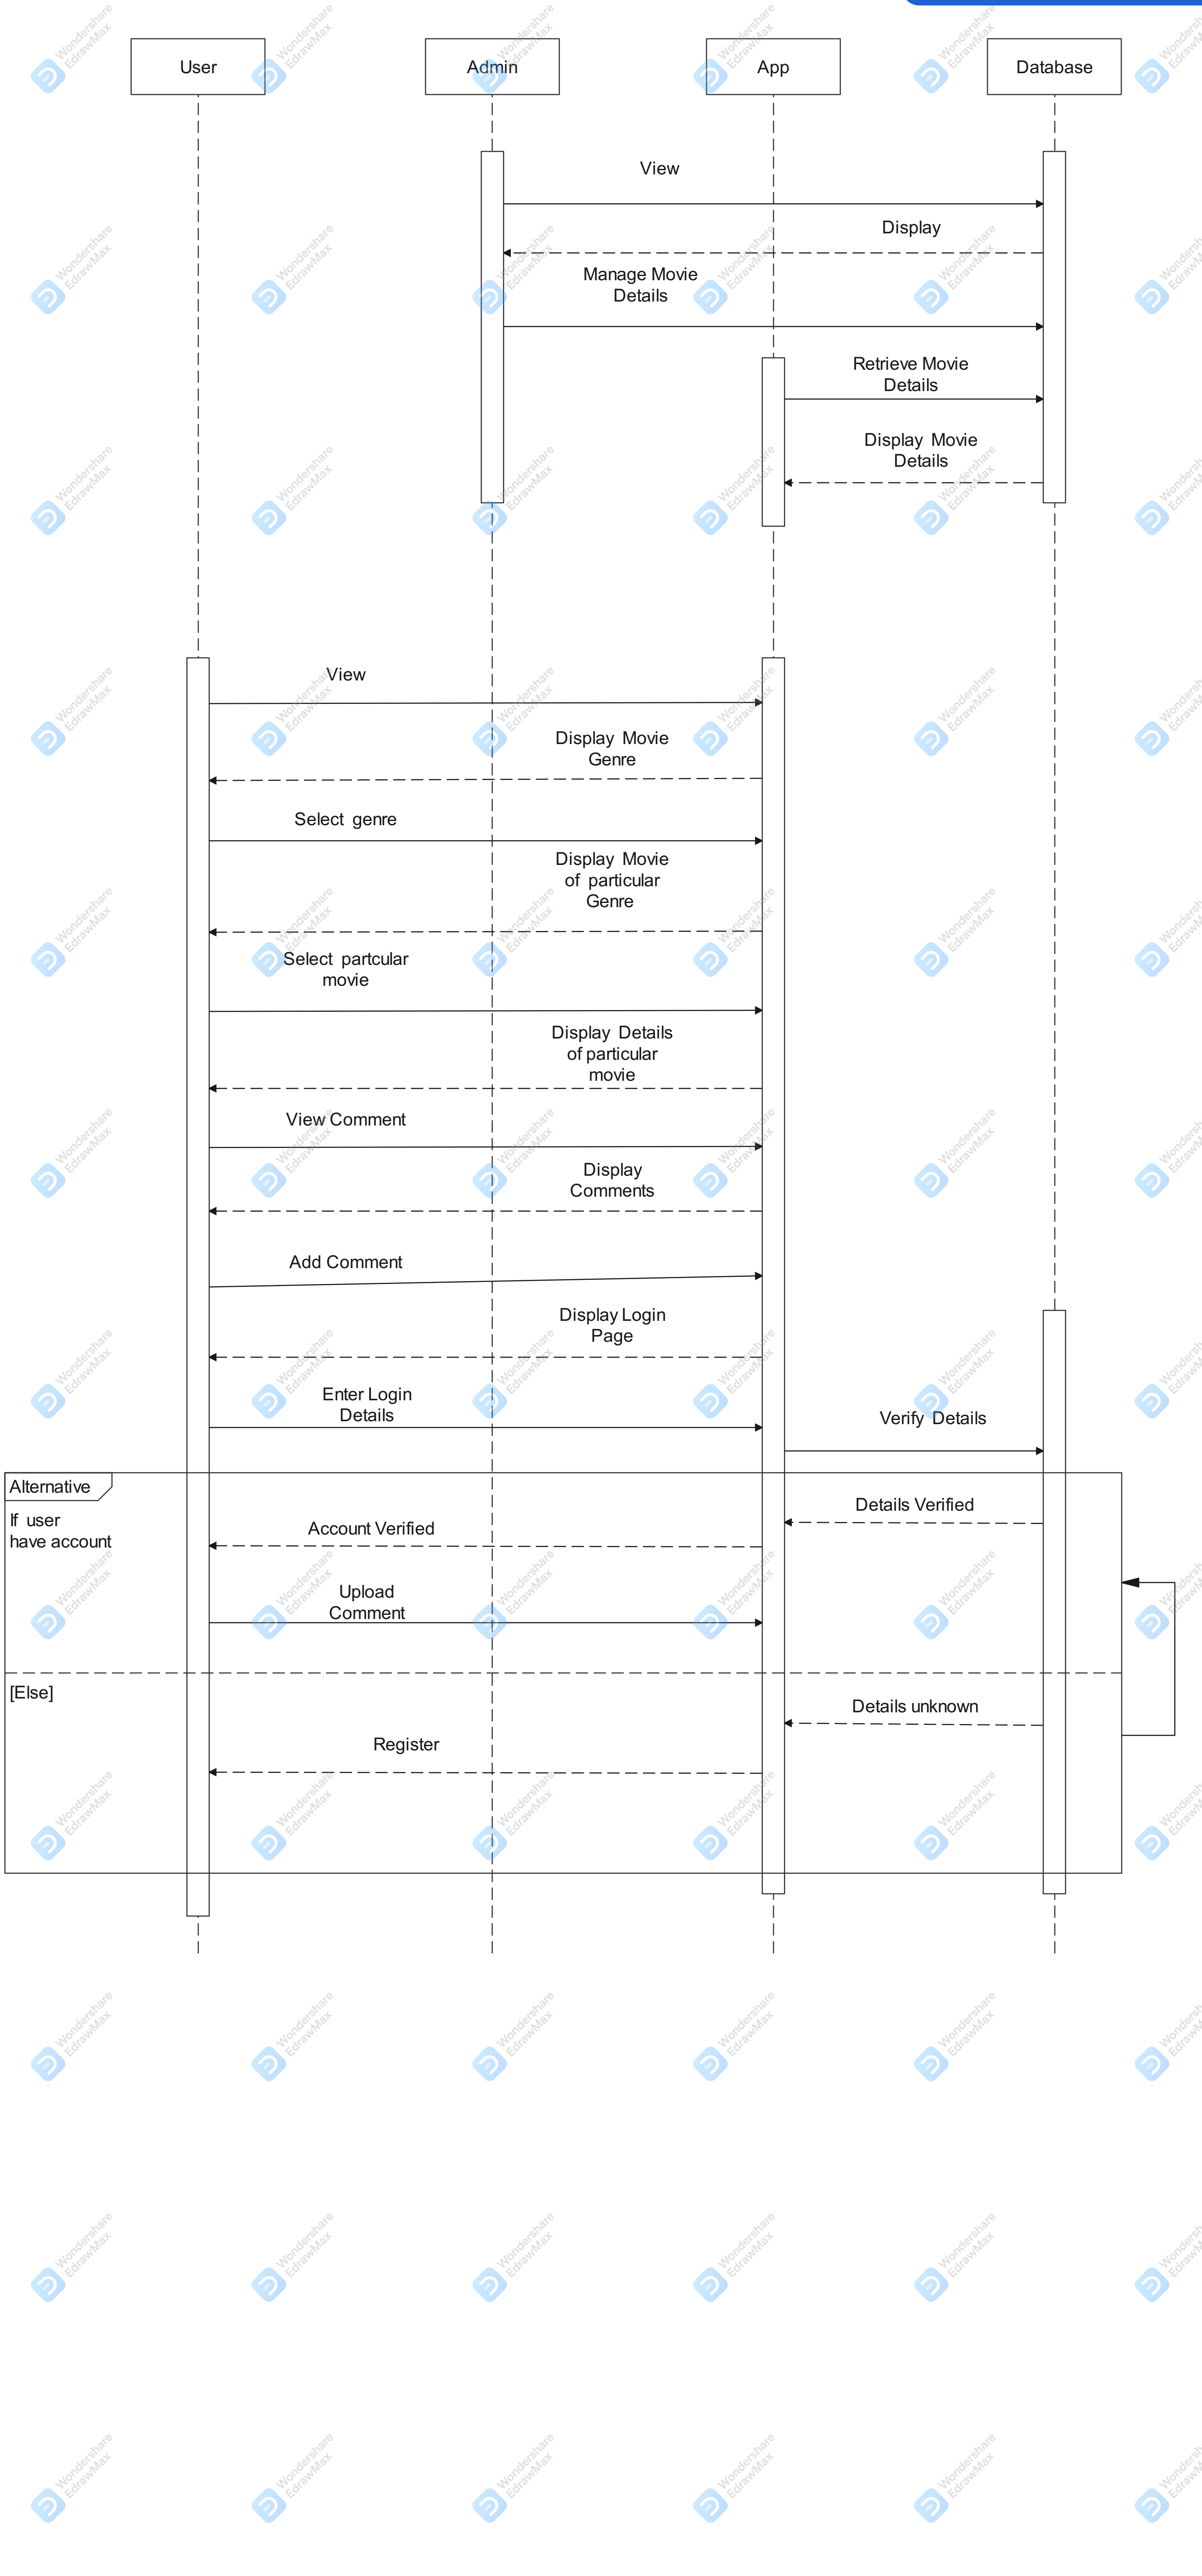 User
Admin
App
Database
View
Display
Manage Movie
Details
Retrieve Movie
Details
Display Movie
Details
View
Display Movie
Genre
Select genre
Display Movie
of particular
Genre
Select partcular
movie
Display Details
of particular
movie
View Comment
Display
Comments
Add Comment
Display Login
Page
Enter Login
Details
Verify Details
Alternative
If user
have account
Details Verified
Account Verified
Upload
Comment
[Else]
Details unknown
Register
Wondershare
EdrawMax